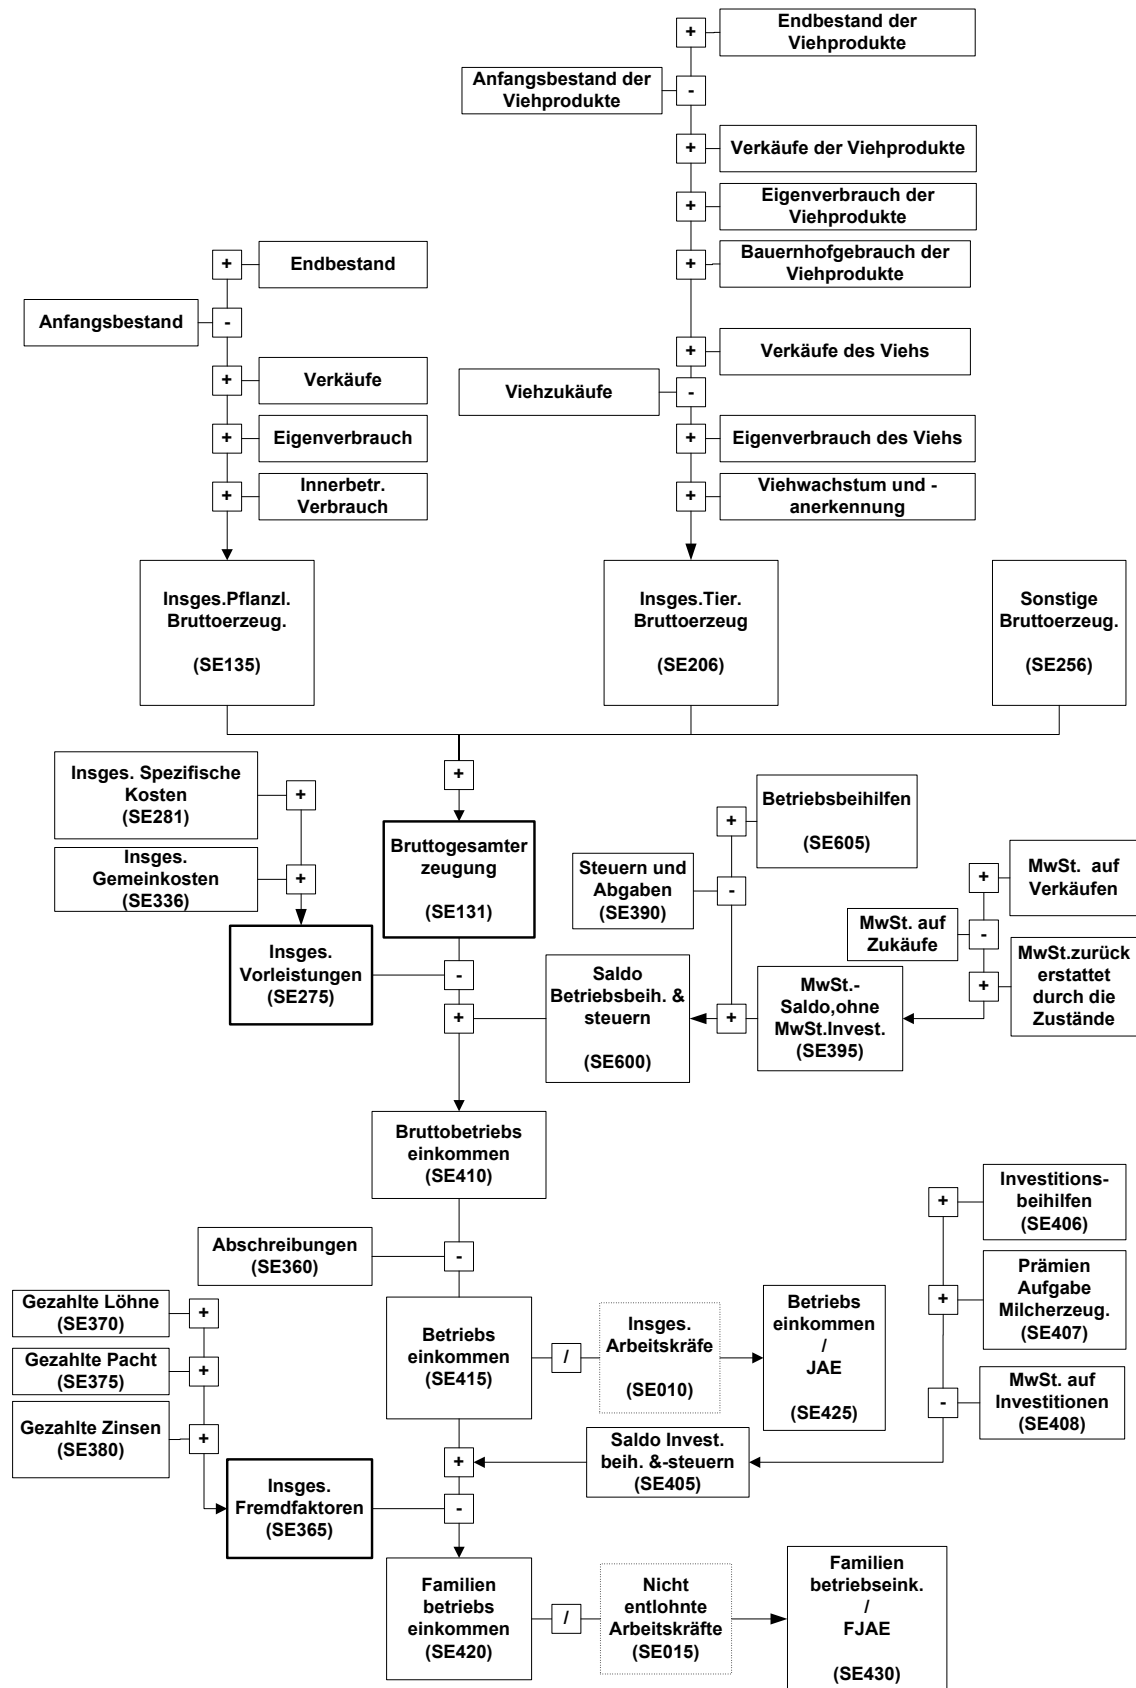 +
Endbestand der
Viehprodukte
Anfangsbestand der
Viehprodukte
-
+
Verkäufe der Viehprodukte
+
Eigenverbrauch der
Viehprodukte
+
Bauernhofgebrauch der
Viehprodukte
+
Endbestand
Anfangsbestand
-
+
Verkäufe des Viehs
+
Verkäufe
Viehzukäufe
-
+
Eigenverbrauch
+
Eigenverbrauch des Viehs
+
Innerbetr.
Verbrauch
+
Viehwachstum und -
anerkennung
Insges.Pflanzl.
Bruttoerzeug.
(SE135)
Insges.Tier.
Bruttoerzeug
(SE206)
Sonstige
Bruttoerzeug.
(SE256)
+
Insges. Spezifische
Kosten
(SE281)
+
Insges.
Gemeinkosten
(SE336)
+
Insges.
Vorleistungen
(SE275)
Bruttogesamter
zeugung
(SE131)
-
+
+
Betriebsbeihilfen
(SE605)
Steuern und
Abgaben
(SE390)
-
+
MwSt. auf
Verkäufen
MwSt. auf
Zukäufe
-
+
MwSt.zurück
erstattet
durch die
Zustände
Saldo
Betriebsbeih. &
steuern
(SE600)
+
MwSt.-
Saldo,ohne
MwSt.Invest.
(SE395)
Bruttobetriebs
einkommen
(SE410)
Abschreibungen
(SE360)
-
+
Investitions-
beihilfen
(SE406)
+
Prämien
Aufgabe
Milcherzeug.
(SE407)
-
MwSt. auf
Investitionen
(SE408)
Gezahlte Löhne
(SE370)
+
Gezahlte Pacht
(SE375)
+
Gezahlte Zinsen
(SE380)
+
Betriebs
einkommen
(SE415)
/
Insges.
Arbeitskräfe
(SE010)
Betriebs
einkommen
/
JAE
(SE425)
+
Saldo Invest.
beih. &-steuern
(SE405)
Insges.
Fremdfaktoren
(SE365)
-
Familien
betriebs
einkommen
(SE420)
/
Nicht
entlohnte
Arbeitskräfte
(SE015)
Familien
betriebseink.
/
FJAE
(SE430)